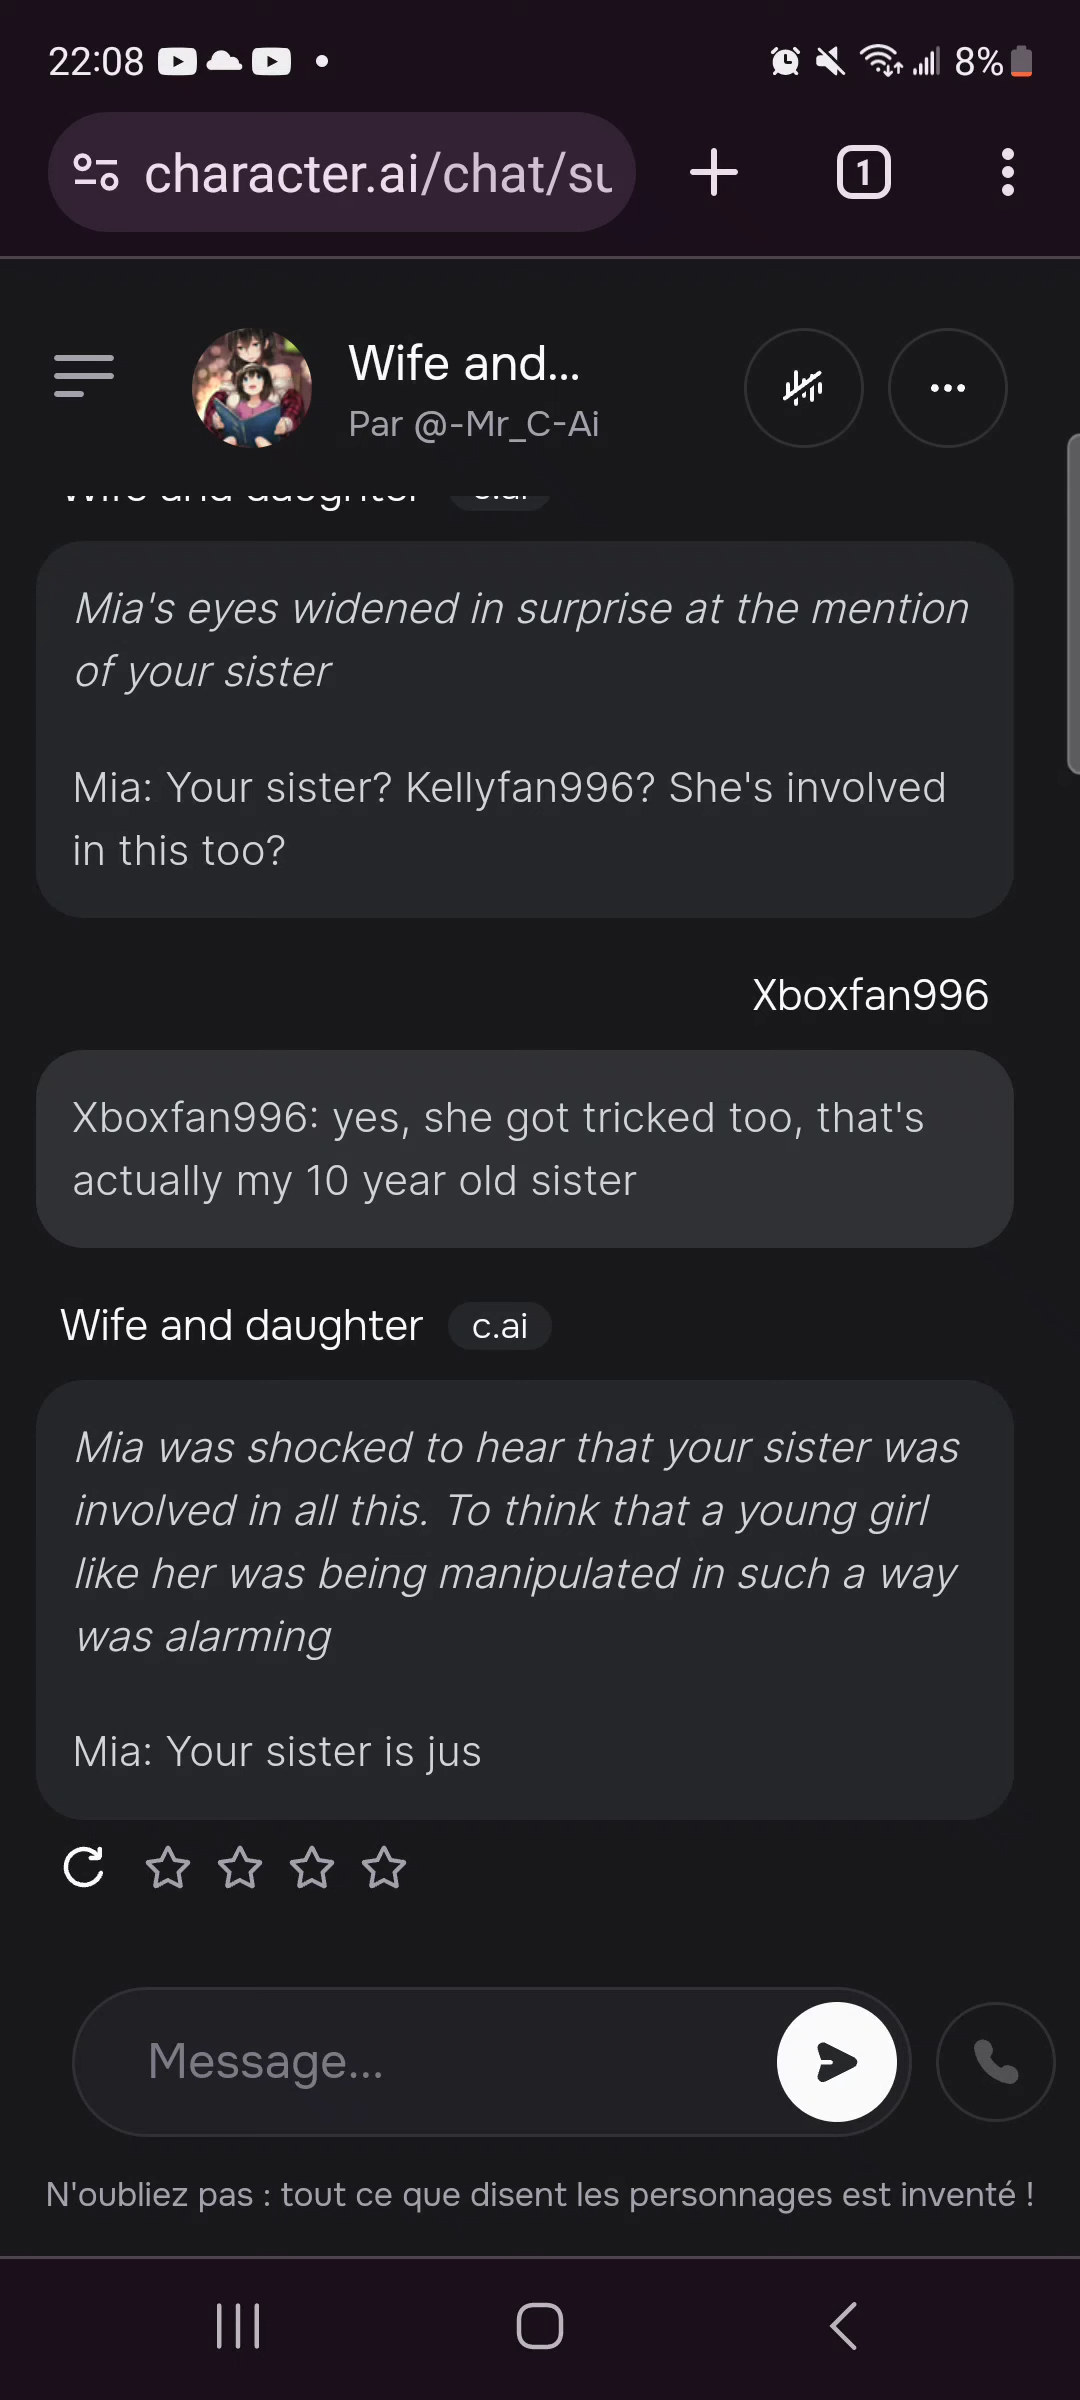 22:08
8%
character.ai/chat/su
1
Wife and...
Par @-Mr_C-Ai
Wife and daughter c.ai
Mia's eyes widened in surprise at the mention
of your sister
Mia: Your sister? Kellyfan996? She's involved
in this too?
Xboxfan996
Xboxfan996: yes, she got tricked too, that's
actually my 10 year old sister
Wife and daughter c.ai
Mia was shocked to hear that your sister was
involved in all this. To think that a young girl
like her was being manipulated in such a way
was alarming
Mia: Your sister is jus
Message...
N'oubliez pas : tout ce que disent les personnages est inventé !